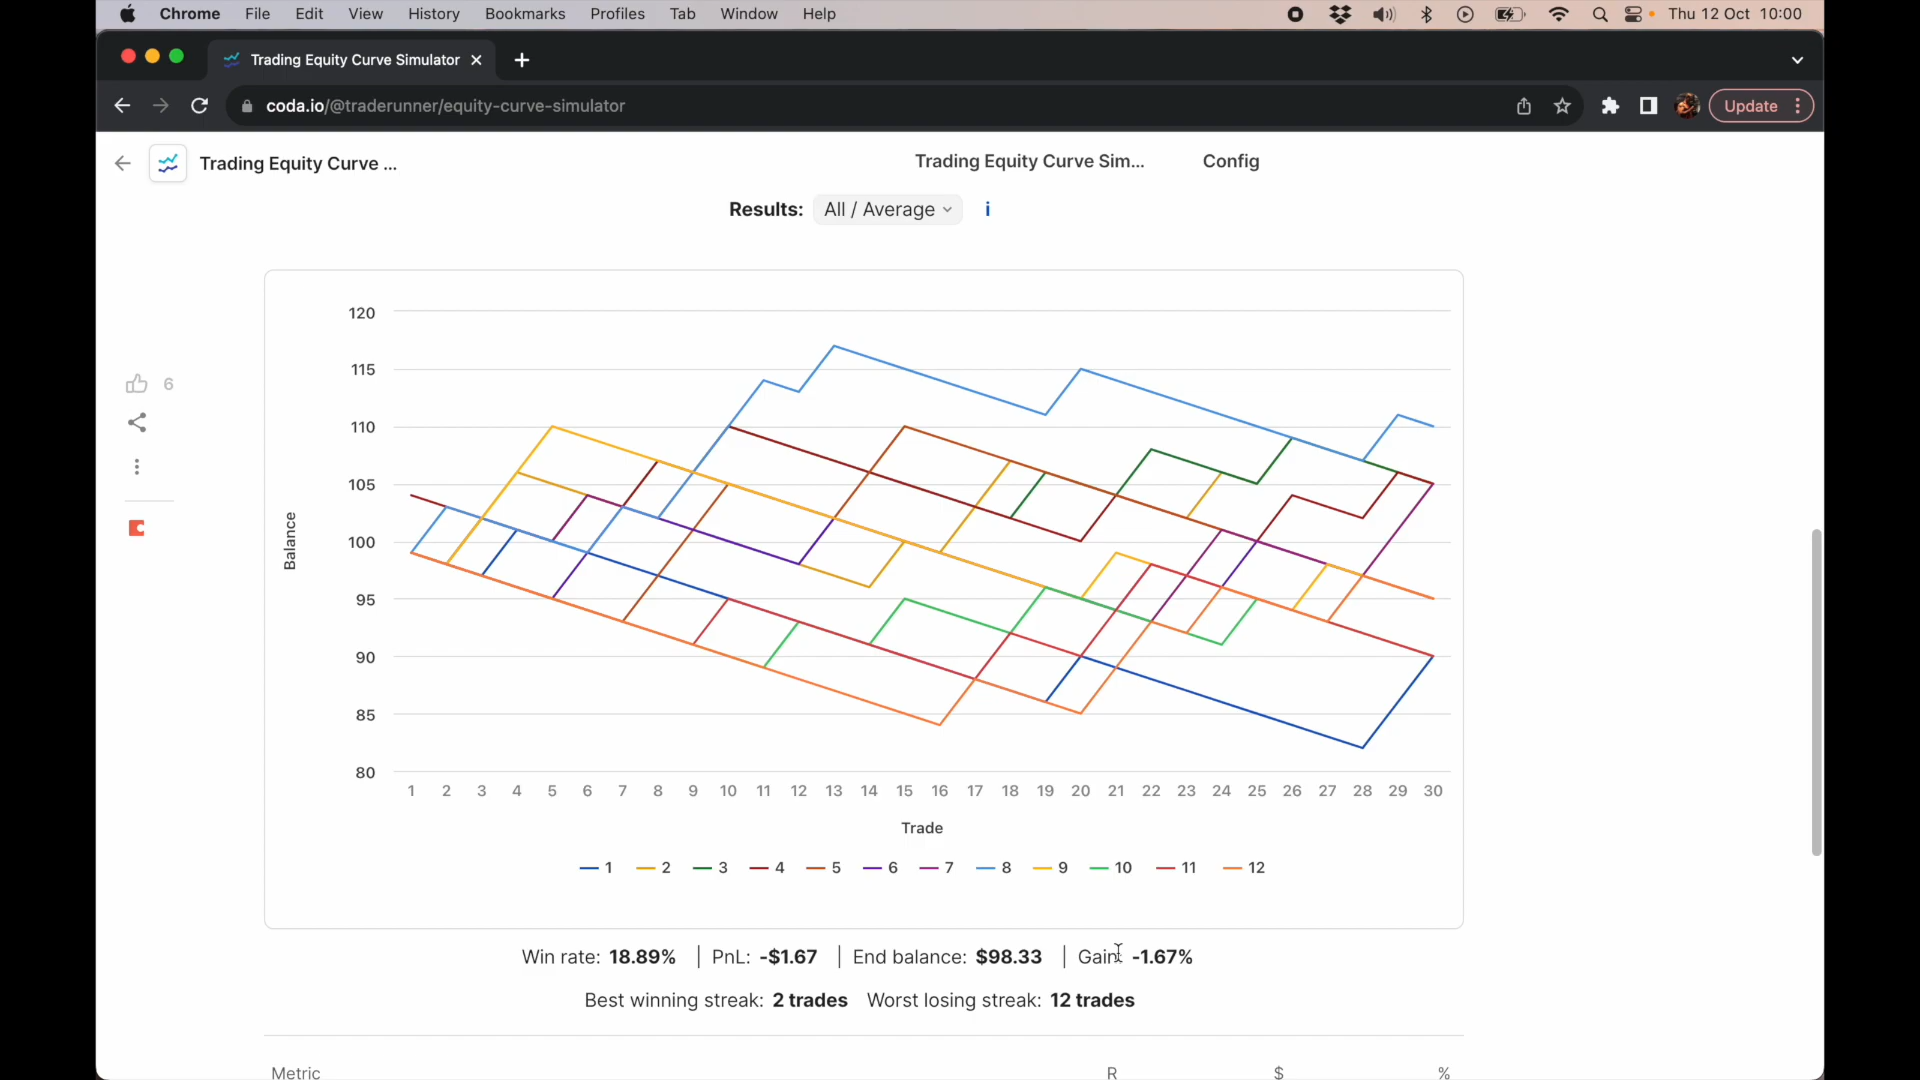 Chrome File Edit View History Bookmarks Profiles Tab Window Help Thu 12 Oct 10:00
Trading Equity Curve Simulator
coda.io/@traderunner/equity-curve-simulator Update
Trading Equity Curve ... Trading Equity Curve Sim... Config
Results: All / Average i
120
115
110
105
100
95
90
85
80
Balance
6
1 2 3 4 5 6 7 8 9 10 11 12 13 14 15 16 17 18 19 20 21 22 23 24 25 26 27 28 29 30
Trade
1 2 3 4 5 6 7 8 9 10 11 12
Win rate: 18.89% | PnL: -$1.67 | End balance: $98.33 | Gain: -1.67%
Best winning streak: 2 trades Worst losing streak: 12 trades
Metric R $ %